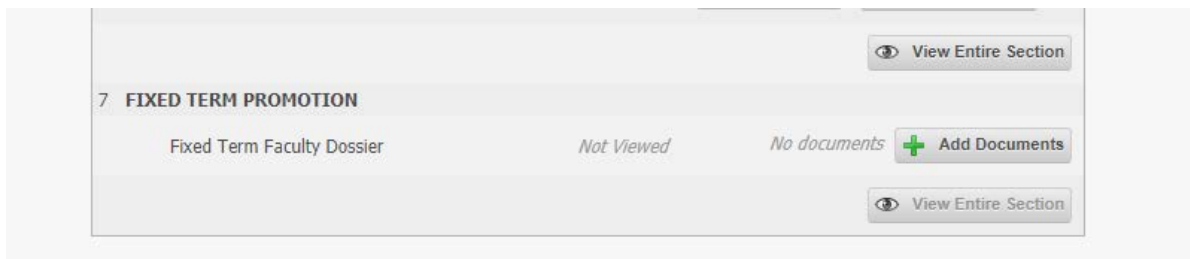 View Entire Section
7 FIXED TERM PROMOTION
Fixed Term Faculty Dossier Not Viewed No documents Add Documents
View Entire Section